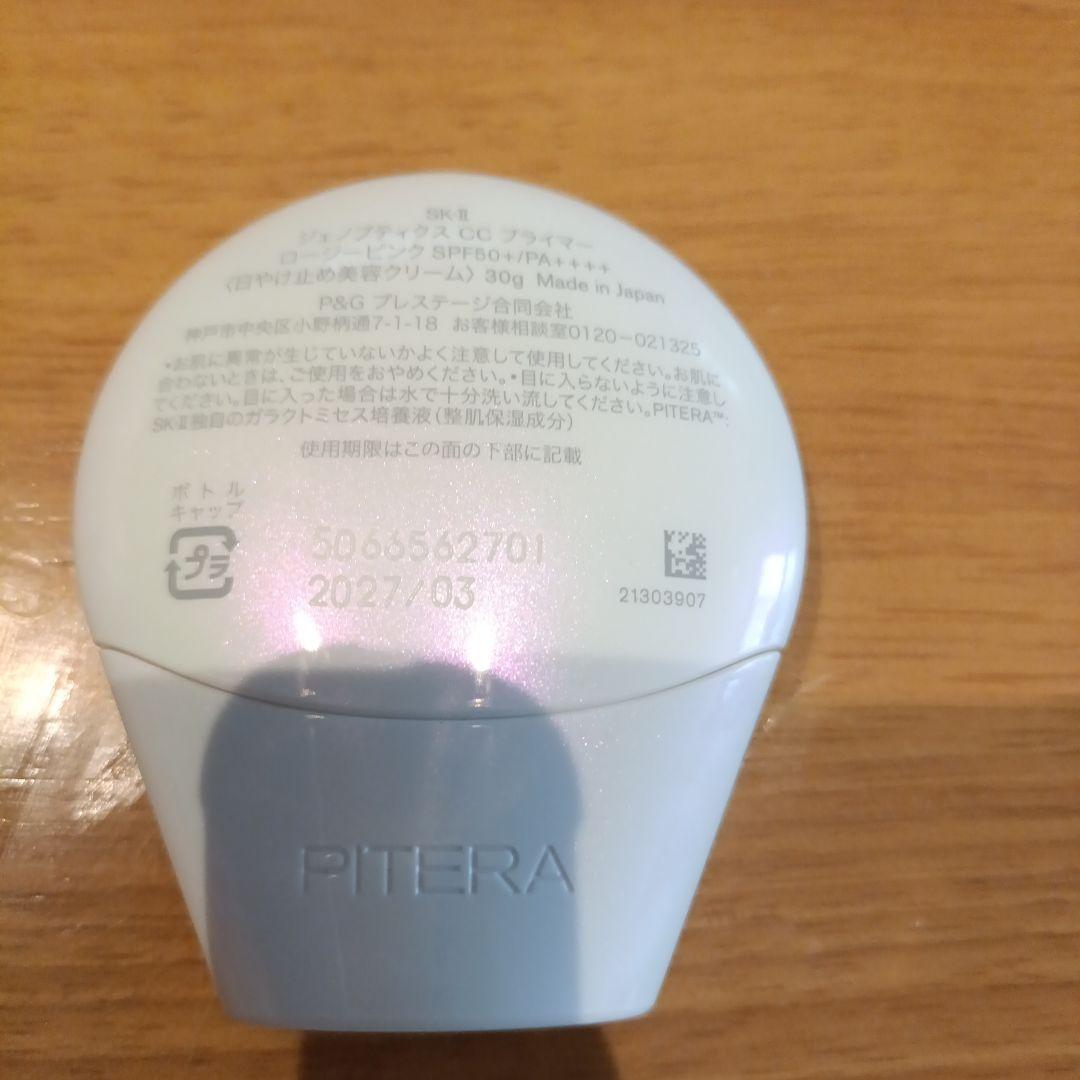 SK-Ⅱ
ジェノプティクス CC プライマー
ロージーピンク SPF50+/PA++++
〈日やけ止め美容クリーム〉 30g Made in Japan
P&G プレステージ合同会社
神戸市中央区小野柄通7-1-18 お客様相談室0120-021325
・お肌に異常が生じていないかよく注意して使用してください。お肌に
合わないときは、ご使用をおやめください。・目に入らないように注意し
てください。目に入った場合は水で十分洗い流してください。PITERA™:
SK-Ⅱ独自のガラクトミセス培養液(整肌保湿成分)
使用期限はこの面の下部に記載
ボトル
キャップ
プラ
5066562701
2027/03
21303907
PITERA